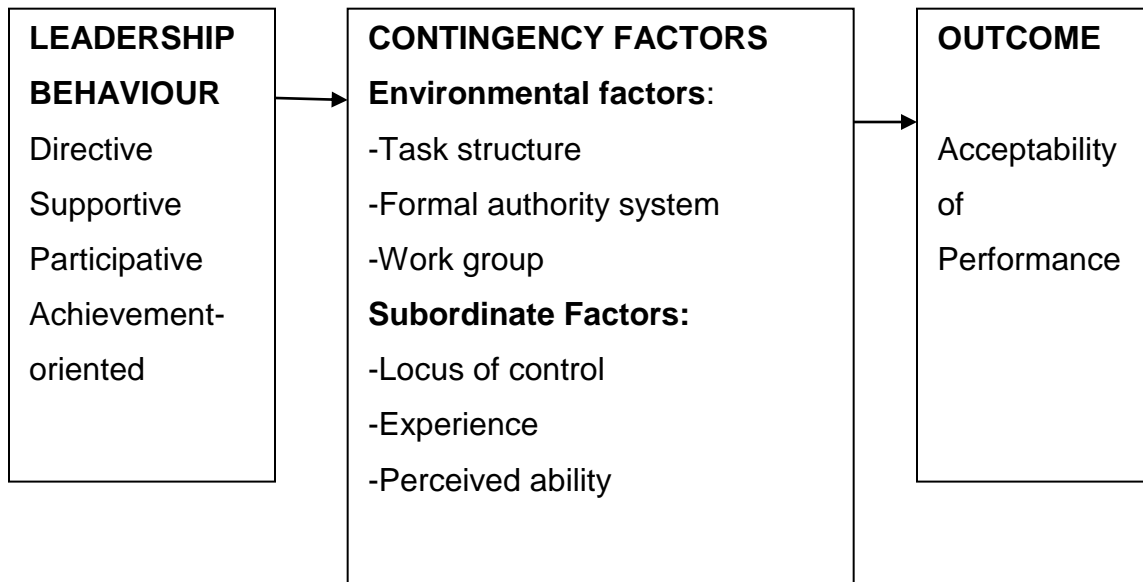 LEADERSHIP
BEHAVIOUR
Directive
Supportive
Participative
Achievement-
oriented
CONTINGENCY FACTORS
Environmental factors:
-Task structure
-Formal authority system
-Work group
Subordinate Factors:
-Locus of control
-Experience
-Perceived ability
OUTCOME
Acceptability
of
Performance